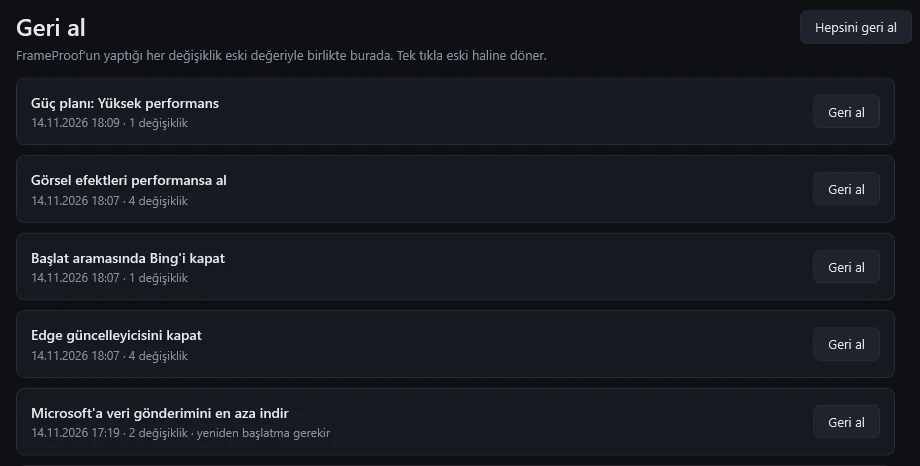 Geri al
Hepsini geri al
FrameProof'un yaptığı her değişiklik eski değeriyle birlikte burada. Tek tıkla eski haline döner.
Güç planı: Yüksek performans
14.11.2026 18:09 · 1 değişiklik
Geri al
Görsel efektleri performansa al
14.11.2026 18:07 · 4 değişiklik
Geri al
Başlat aramasında Bing'i kapat
14.11.2026 18:07 · 1 değişiklik
Geri al
Edge güncelleyicisini kapat
14.11.2026 18:07 · 4 değişiklik
Geri al
Microsoft'a veri gönderimini en aza indir
14.11.2026 17:19 · 2 değişiklik · yeniden başlatma gerekir
Geri al